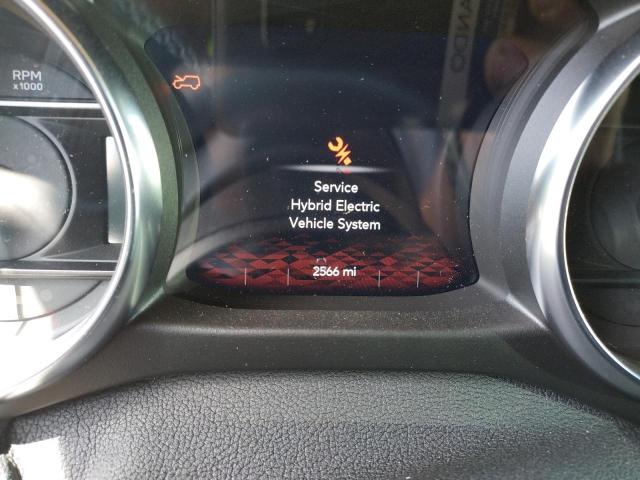 RPM
x1000
Service
Hybrid Electric
Vehicle System
2566 mi